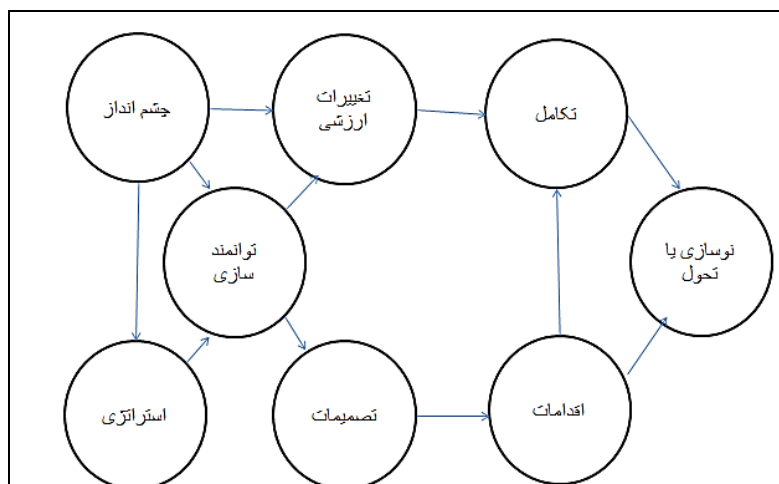 چشم انداز
تغییرات
ارزشی
تکامل
توانمند
سازی
نوسازی یا
تحول
استراتژی
تصمیمات
اقدامات